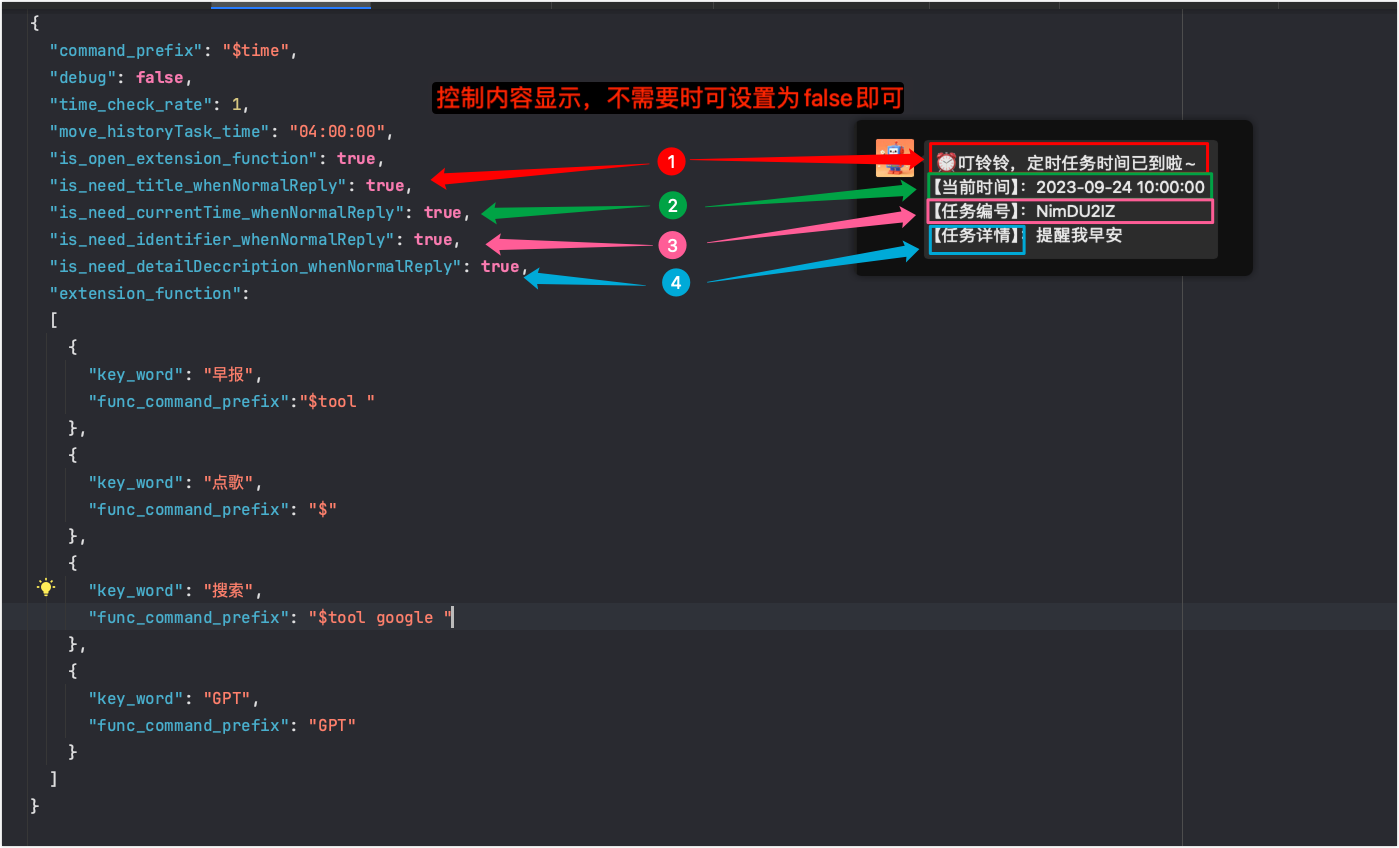 {
"command_prefix": "$time",
"debug": false,
"time_check_rate": 1,
控制内容显示，不需要时可设置为false即可
"move_historyTask_time": "04:00:00",
"is_open_extension_function": true,
"is_need_title_whenNormalReply": true,
"is_need_currentTime_whenNormalReply": true,
"is_need_identifier_whenNormalReply": true,
"is_need_detailDeccription_whenNormalReply": true,
1
2
3
4
⏰叮铃铃，定时任务时间已到啦～
【当前时间】：2023-09-24 10:00:00
【任务编号】：NimDU2IZ
【任务详情】：提醒我早安
"extension_function":
[
{
"key_word": "早报",
"func_command_prefix":"$tool "
},
{
"key_word": "点歌",
"func_command_prefix": "$"
},
{
"key_word": "搜索",
"func_command_prefix": "$tool google "
},
{
"key_word": "GPT",
"func_command_prefix": "GPT"
}
]
}